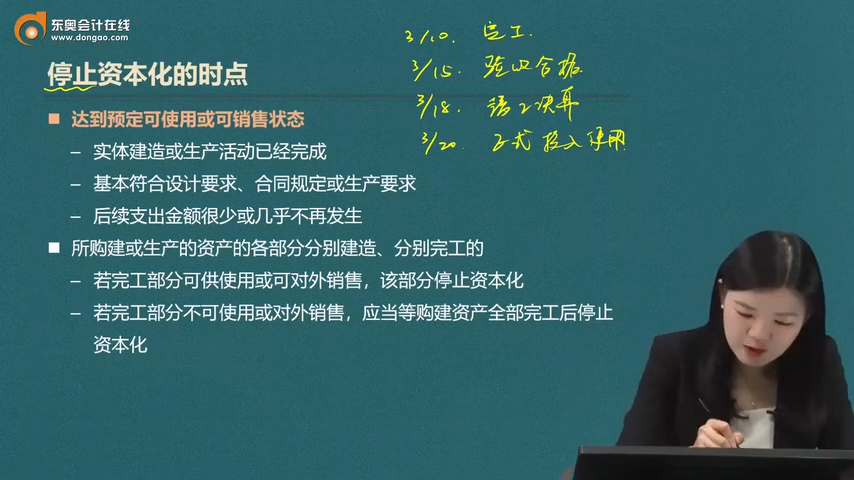 东奥会计在线
www.dongao.com
3/10. 完工.
3/15. 验收合格
3/18. 竣工决算
3/20. 正式投入使用
停止资本化的时点
■ 达到预定可使用或可销售状态
– 实体建造或生产活动已经完成
– 基本符合设计要求、合同规定或生产要求
– 后续支出金额很少或几乎不再发生
■ 所购建或生产的资产的各部分分别建造、分别完工的
– 若完工部分可供使用或可对外销售，该部分停止资本化
– 若完工部分不可使用或对外销售，应当等购建资产全部完工后停止
资本化